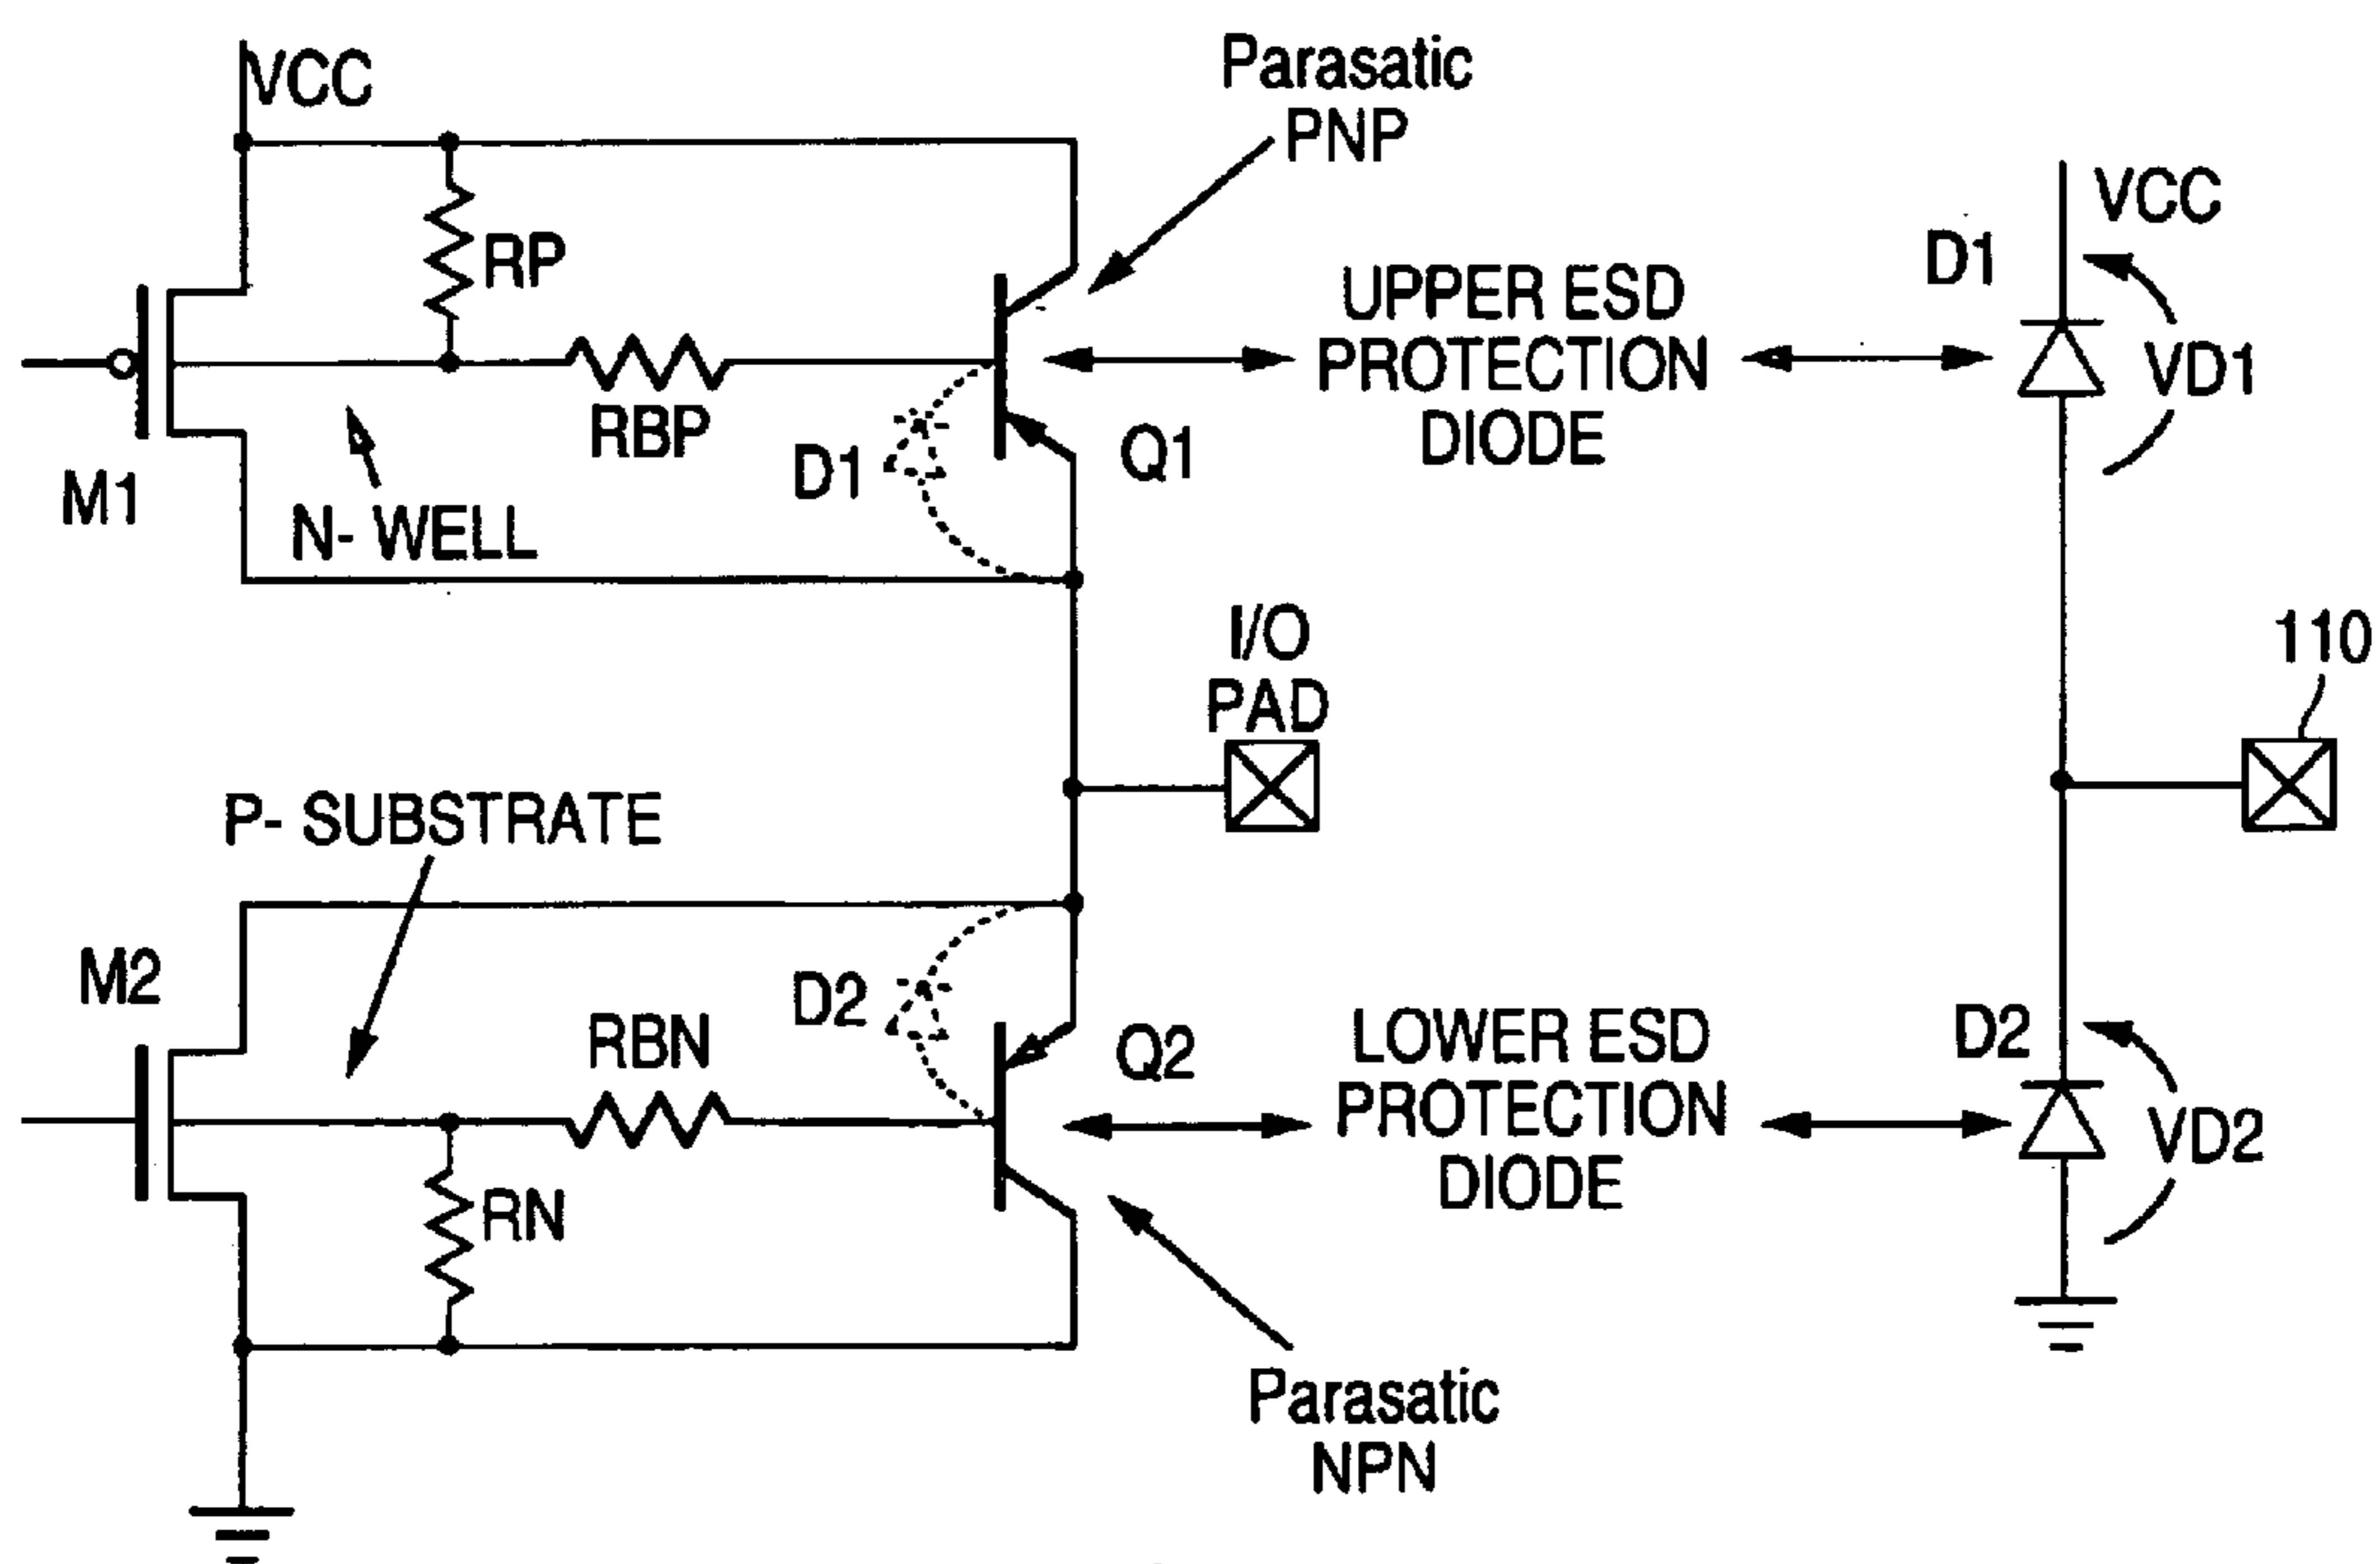 VCC
Parasatic
PNP
RP
RBP
D1
Q1
M1
N- WELL
UPPER ESD
PROTECTION
DIODE
D1
VCC
VD1
I/O
PAD
110
P- SUBSTRATE
M2
RBN
D2
Q2
RN
LOWER ESD
PROTECTION
DIODE
D2
VD2
Parasatic
NPN